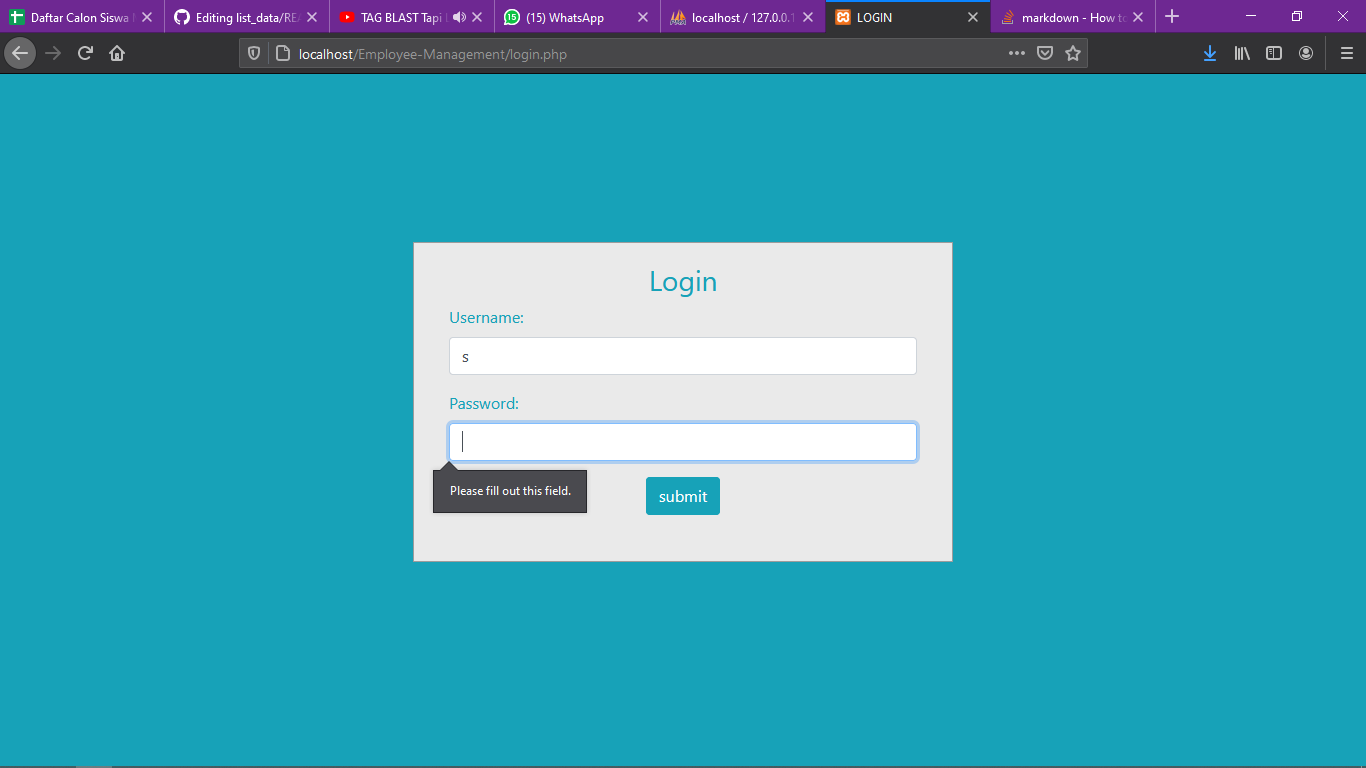 Daftar Calon Siswa
Editing list_data/RE
TAG BLAST Tapi
15
(15) WhatsApp
localhost / 127.0.0.1
LOGIN
markdown - How to
localhost/Employee-Management/login.php
Login
Username:
s
Password:
Please fill out this field.
submit